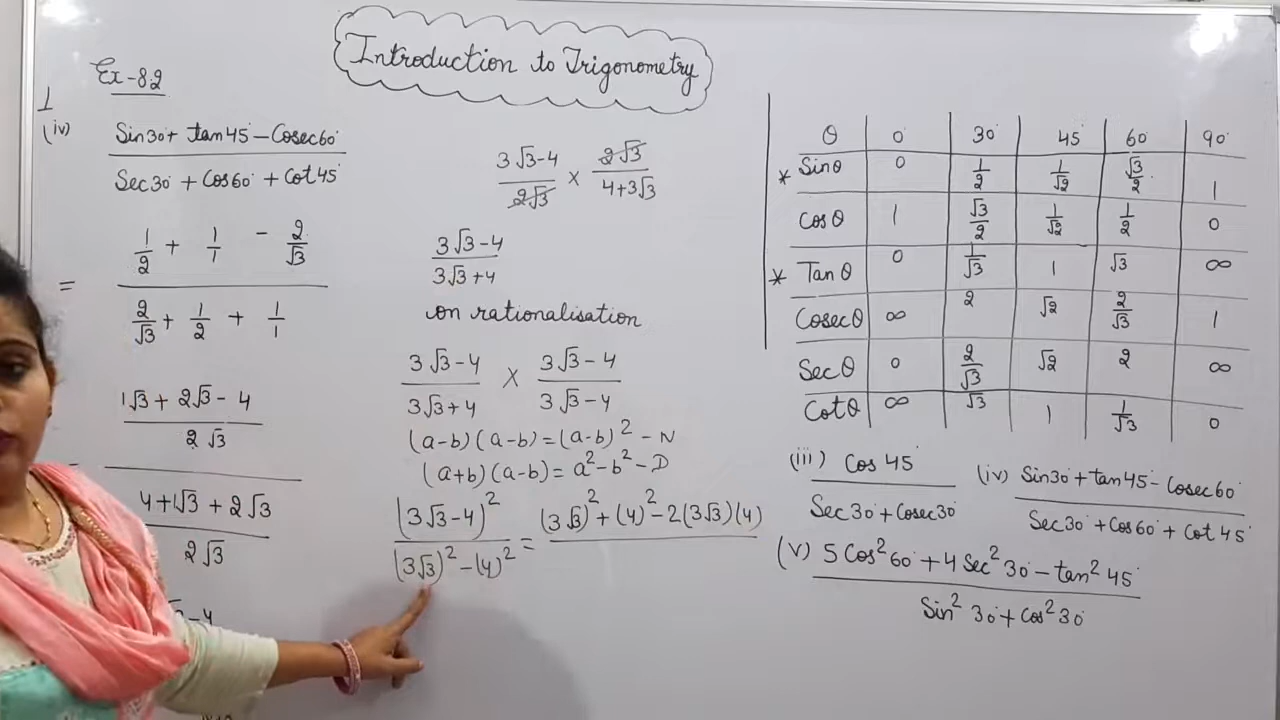 Introduction to Trigonometry
Ex-8.2
1
(iv) Sin30° + tan45° - Cosec60°
Sec30° + Cos60° + Cot45°
= 1/2 + 1/1 - 2/√3
2/√3 + 1/2 + 1/1
1√3 + 2√3 - 4
2√3
4 + 1√3 + 2√3
2√3
3√3-4 / 2√3 × 2√3 / 4+3√3
3√3-4
3√3+4
on rationalisation
3√3-4 / 3√3+4 × 3√3-4 / 3√3-4
(a-b)(a-b) = (a-b)² - N
(a+b)(a-b) = a²-b² - D
(3√3-4)² / (3√3)²-(4)² = (3√3)²+(4)²-2(3√3)(4)
θ 0° 30° 45° 60° 90°
* Sinθ 0 1/2 1/√2 √3/2 1
Cosθ 1 √3/2 1/√2 1/2 0
* Tanθ 0 1/√3 1 √3 ∞
Cosecθ ∞ 2 √2 2/√3 1
Secθ 0 2/√3 √2 2 ∞
Cotθ ∞ √3 1 1/√3 0
(iii) Cos 45°
Sec30° + Cosec30°
(iv) Sin30° + tan45° - Cosec60°
Sec30° + Cos60° + Cot45°
(v) 5 Cos²60° + 4 Sec²30° - tan²45°
Sin²30° + Cos²30°